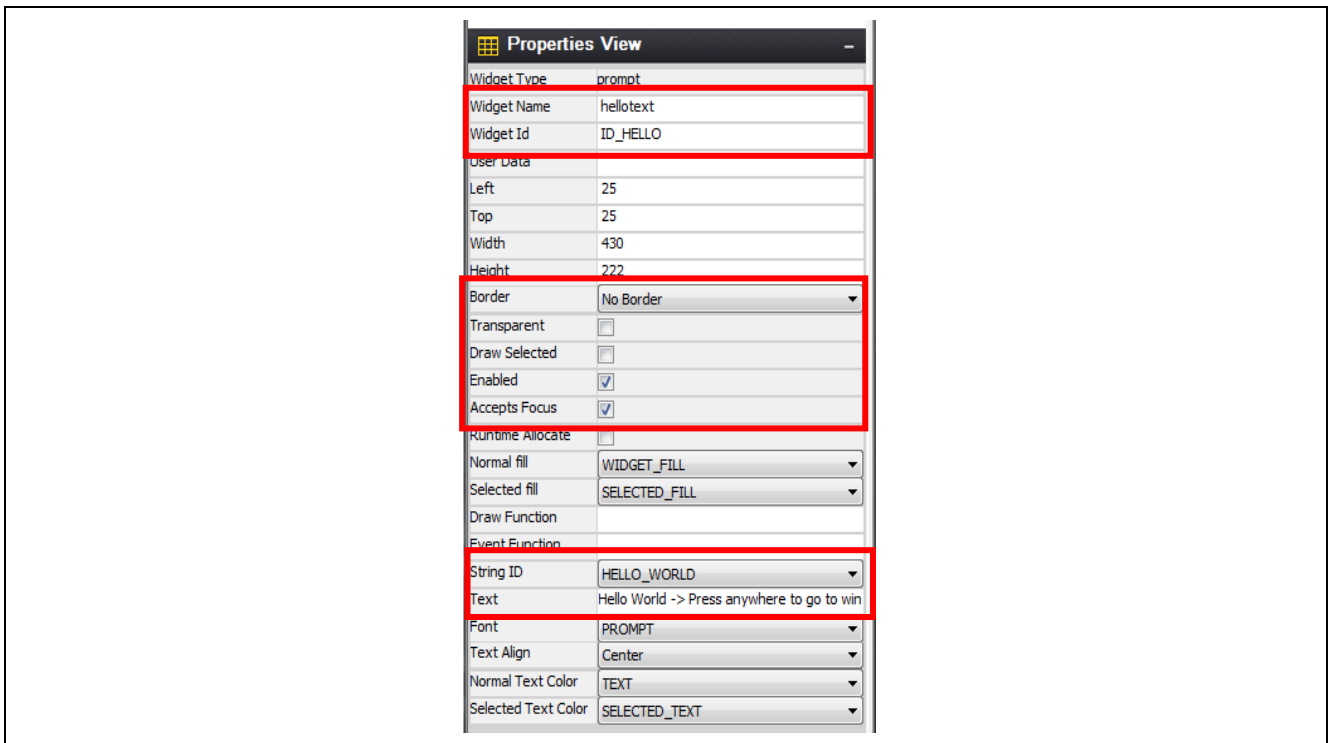 Properties View
Widget Type prompt
Widget Name hellotext
Widget Id ID_HELLO
User Data
Left 25
Top 25
Width 430
Height 222
Border No Border
Transparent
Draw Selected
Enabled
Accepts Focus
Runtime Allocate
Normal fill WIDGET_FILL
Selected fill SELECTED_FILL
Draw Function
Event Function
String ID HELLO_WORLD
Text Hello World -> Press anywhere to go to win
Font PROMPT
Text Align Center
Normal Text Color TEXT
Selected Text Color SELECTED_TEXT